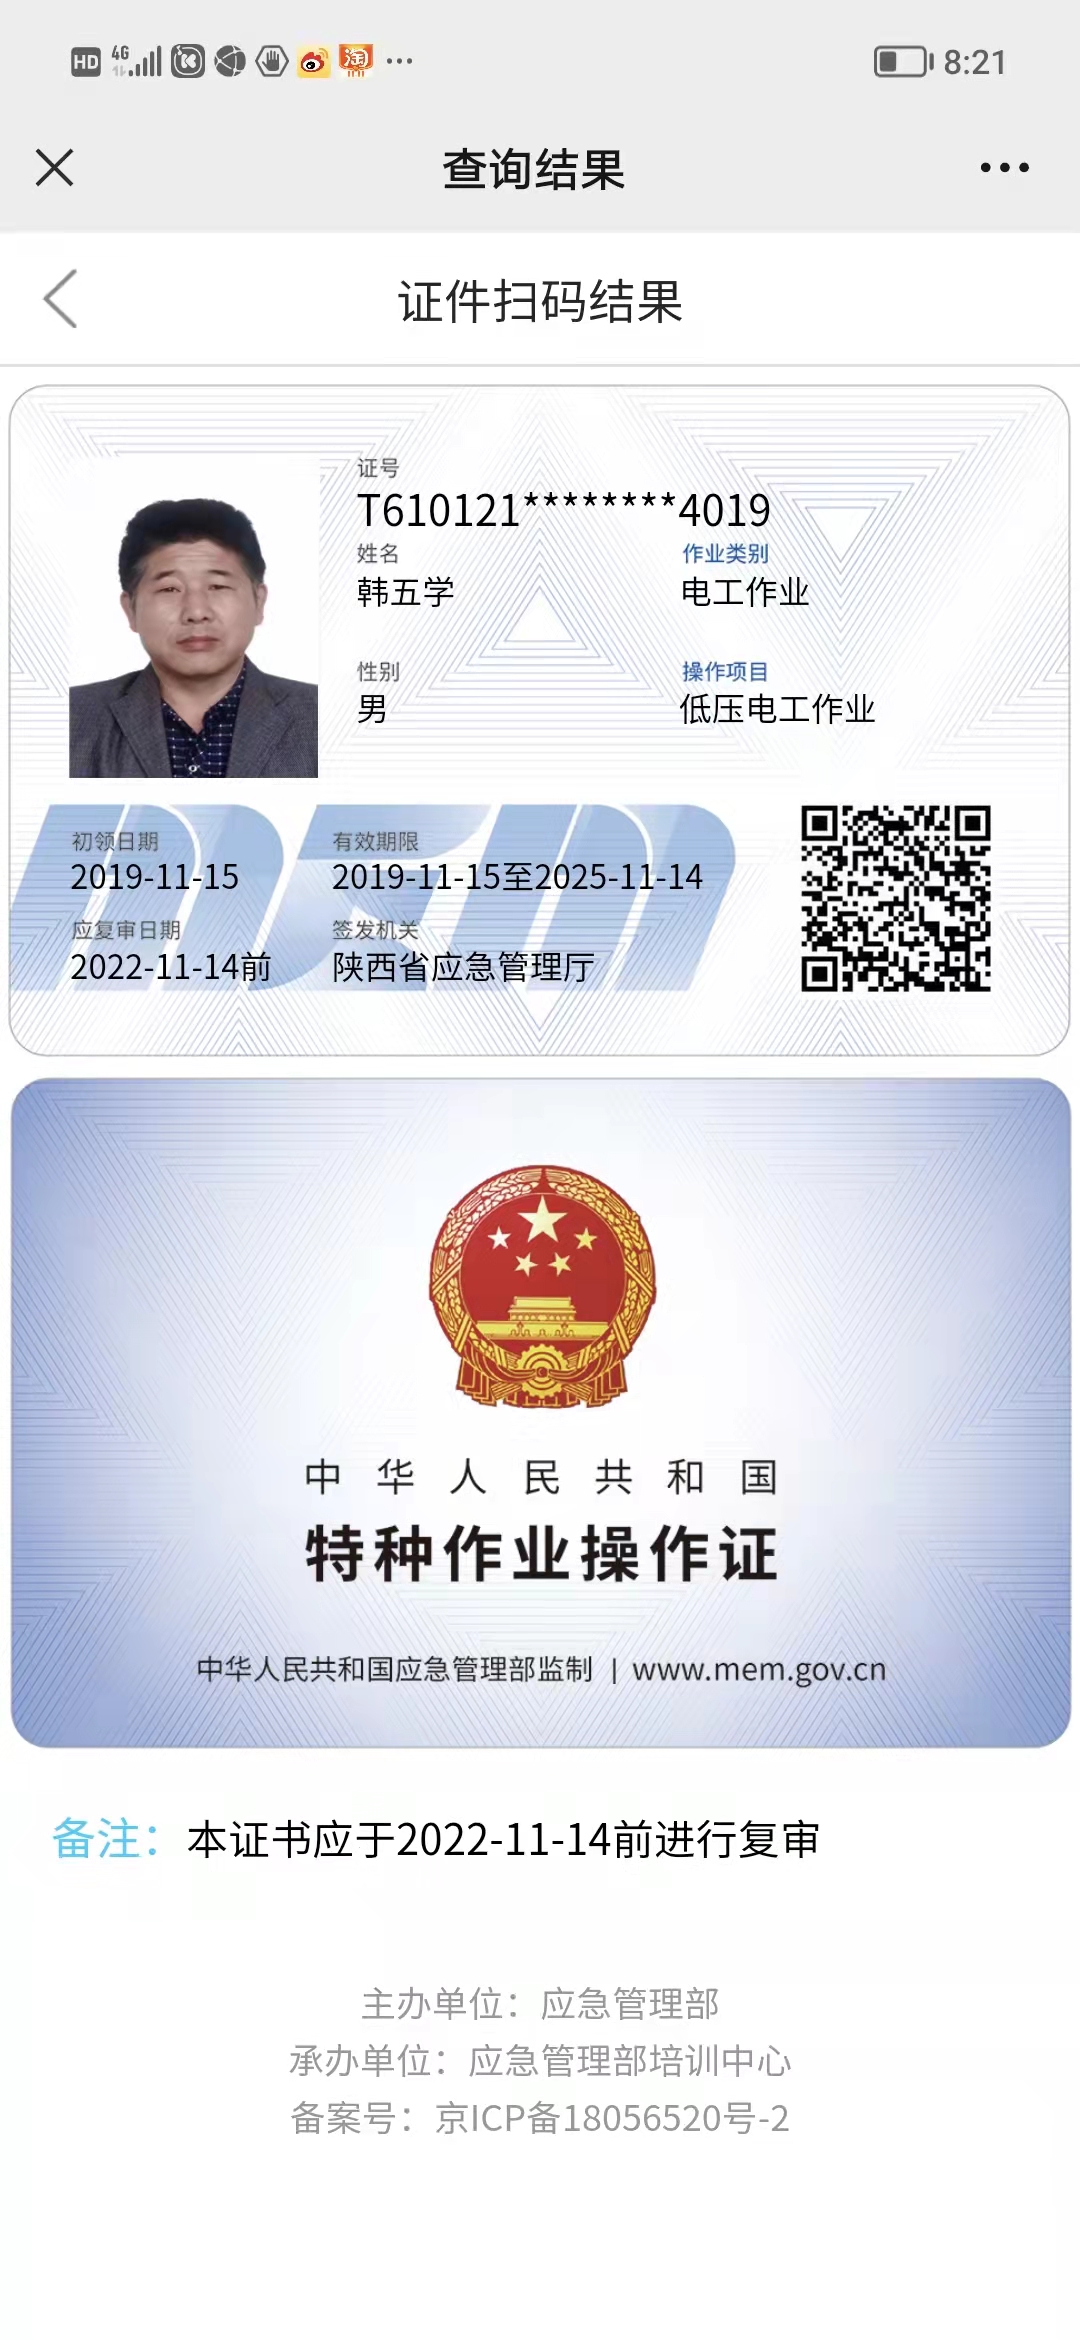 HD 4G 8:21
查询结果
证件扫码结果
证号
T610121********4019
姓名
韩五学
作业类别
电工作业
性别
男
操作项目
低压电工作业
初领日期
2019-11-15
有效期限
2019-11-15至2025-11-14
应复审日期
2022-11-14前
签发机关
陕西省应急管理厅
中华人民共和国
特种作业操作证
中华人民共和国应急管理部监制 | www.mem.gov.cn
备注：本证书应于2022-11-14前进行复审
主办单位：应急管理部
承办单位：应急管理部培训中心
备案号：京ICP备18056520号-2